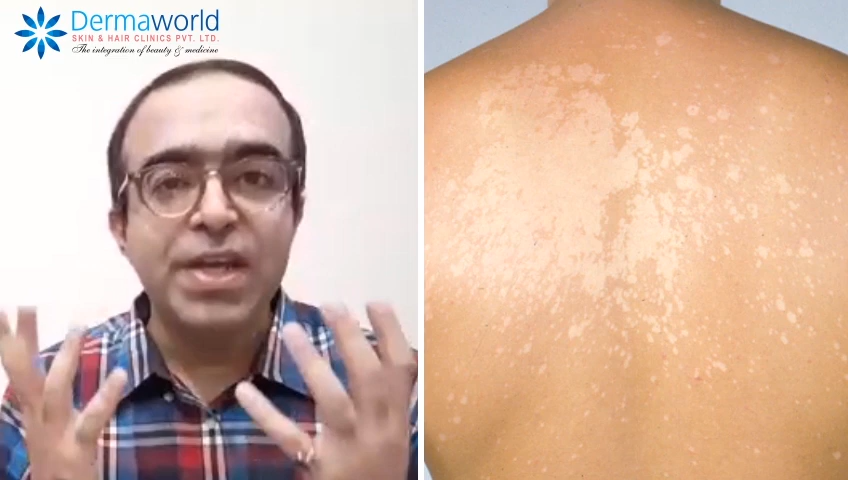 Dermaworld
SKIN & HAIR CLINICS PVT. LTD.
The integration of beauty & medicine